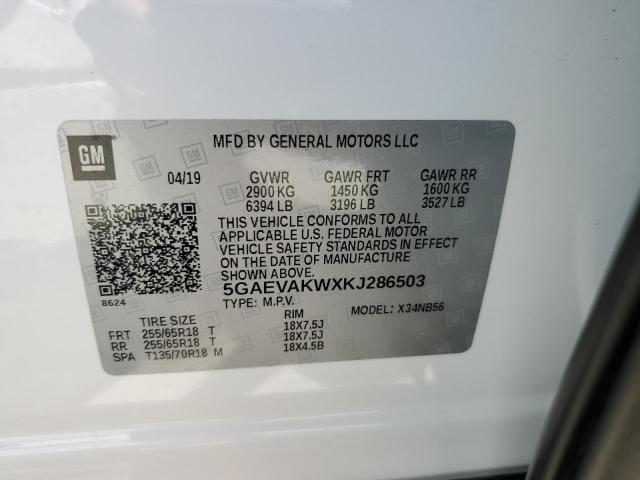 GM
MFD BY GENERAL MOTORS LLC
04/19 GVWR GAWR FRT GAWR RR
2900 KG 1450 KG 1600 KG
6394 LB 3196 LB 3527 LB
THIS VEHICLE CONFORMS TO ALL
APPLICABLE U.S. FEDERAL MOTOR
VEHICLE SAFETY STANDARDS IN EFFECT
ON THE DATE OF MANUFACTURE
SHOWN ABOVE.
8624
5GAEVAKWXKJ286503
TYPE: M.P.V. MODEL: X34NB56
TIRE SIZE RIM
FRT 255/65R18 T 18X7.5J
RR 255/65R18 T 18X7.5J
SPA T135/70R18 M 18X4.5B